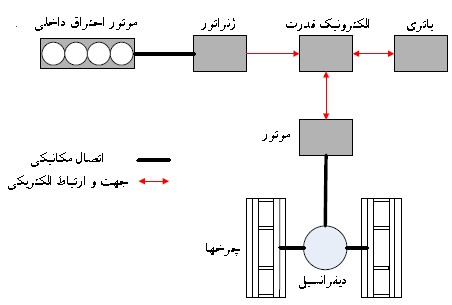 موتور احتراق داخلی
ژنراتور
الکترونیک قدرت
باتری
موتور
اتصال مکانیکی
جهت و ارتباط الکتریکی
چرخها
دیفرانسیل